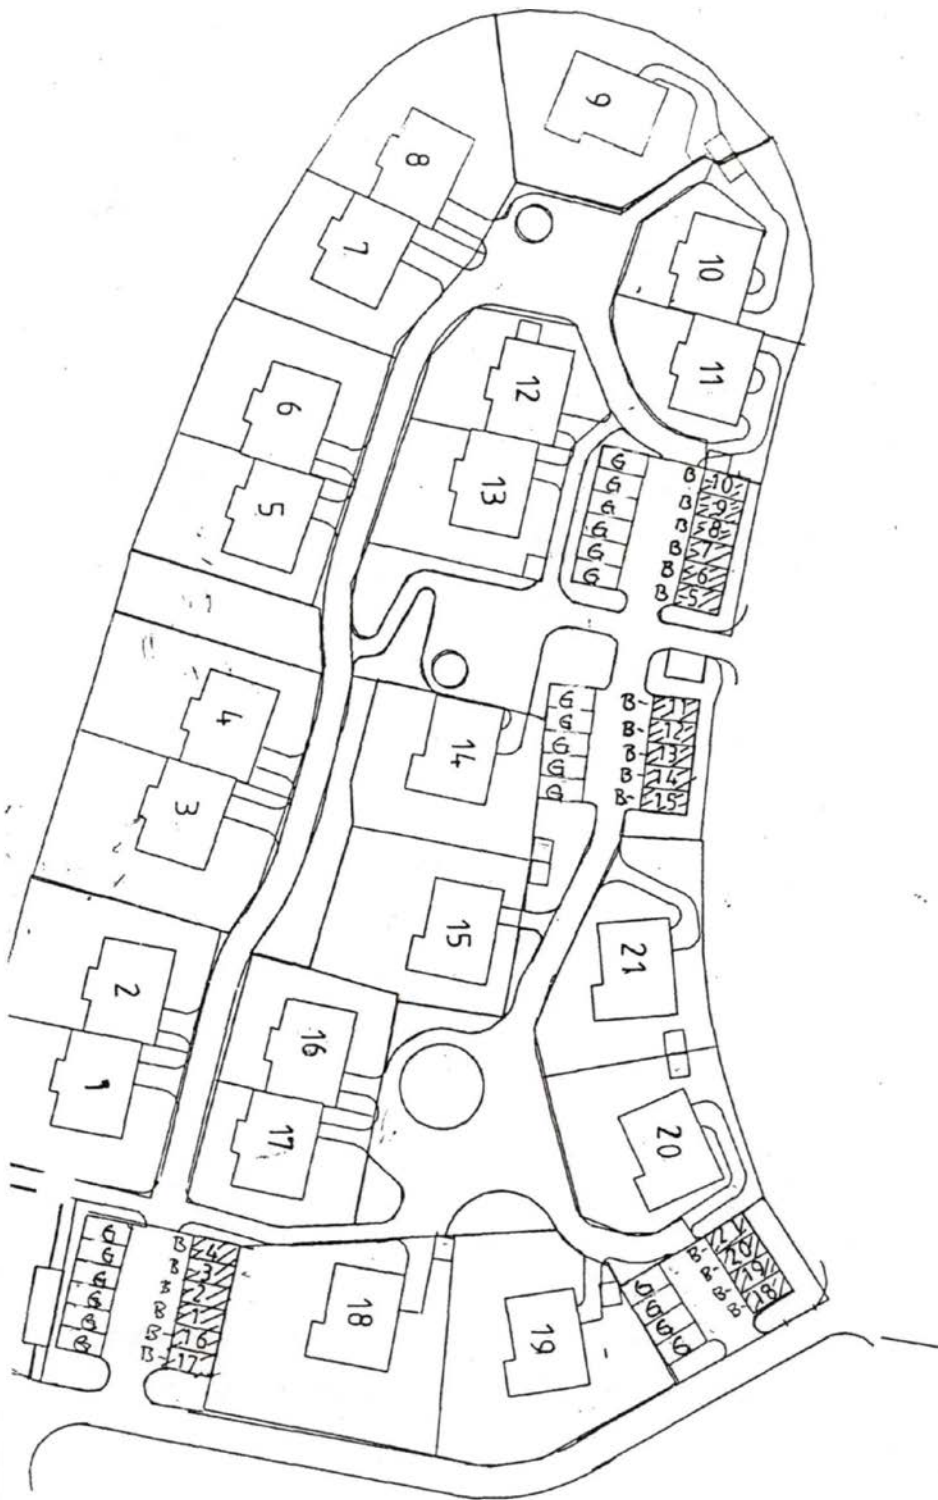 9
8
7
10
11
12
6
13
5
G
G
G
G
G
G
B 10
B 9
B 8
B 7
B 6
B 5
4
3
14
G
G
G
G
G
B- 11
B- 12
B- 13
B- 14
B- 15
15
21
2
1
16
17
20
G
G
G
G
B
B
B 4
B 3
B 2
B 1
B- 16
B- 17
18
19
G
G
G
G
B- 21
B- 20
B- 19
B- 18